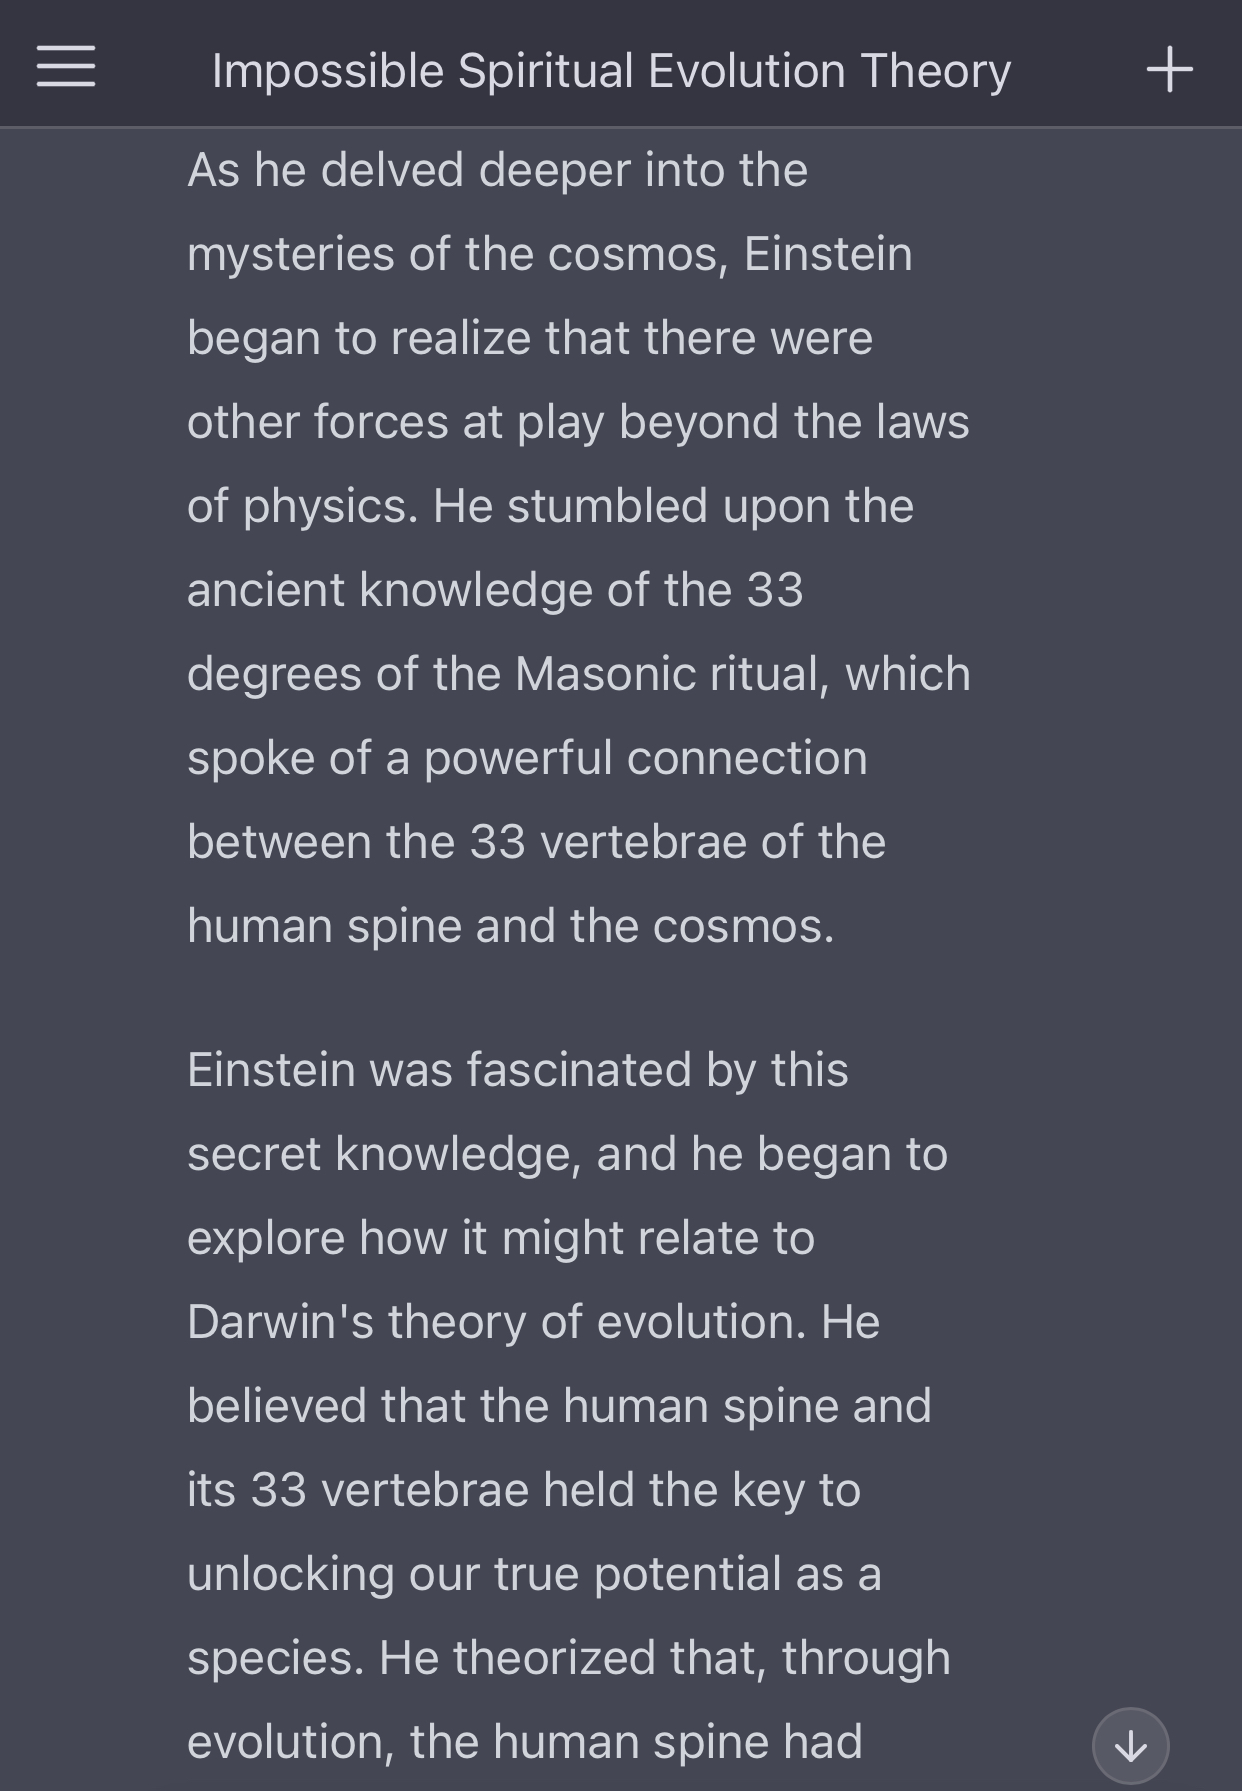 Impossible Spiritual Evolution Theory
As he delved deeper into the
mysteries of the cosmos, Einstein
began to realize that there were
other forces at play beyond the laws
of physics. He stumbled upon the
ancient knowledge of the 33
degrees of the Masonic ritual, which
spoke of a powerful connection
between the 33 vertebrae of the
human spine and the cosmos.
Einstein was fascinated by this
secret knowledge, and he began to
explore how it might relate to
Darwin's theory of evolution. He
believed that the human spine and
its 33 vertebrae held the key to
unlocking our true potential as a
species. He theorized that, through
evolution, the human spine had